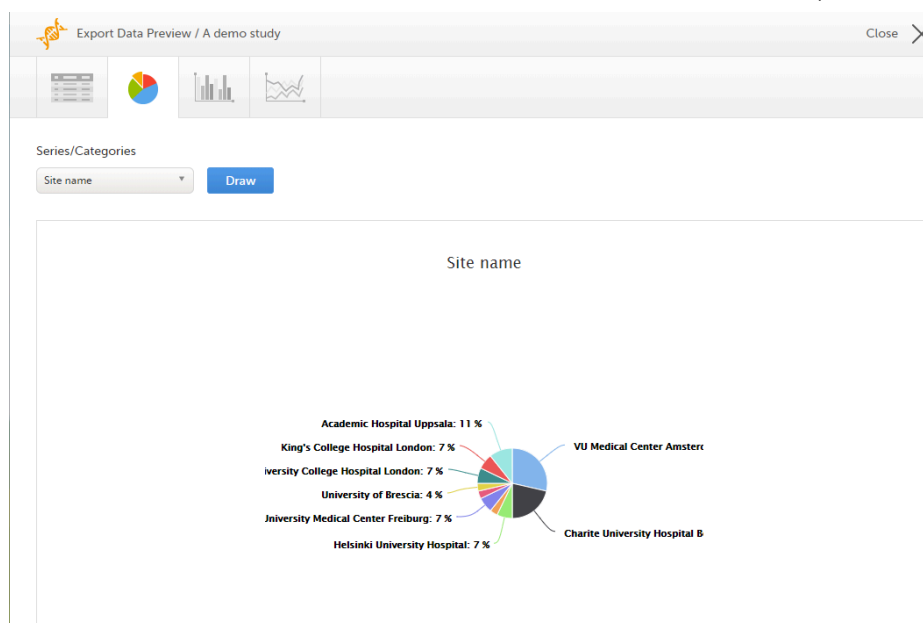 Export Data Preview / A demo study
Close
Series/Categories
Site name
Draw
Site name
Academic Hospital Uppsala: 11 %
King's College Hospital London: 7 %
VU Medical Center Amster
iversity College Hospital London: 7 %
University of Brescia: 4 %
University Medical Center Freiburg: 7 %
Charite University Hospital B
Helsinki University Hospital: 7 %